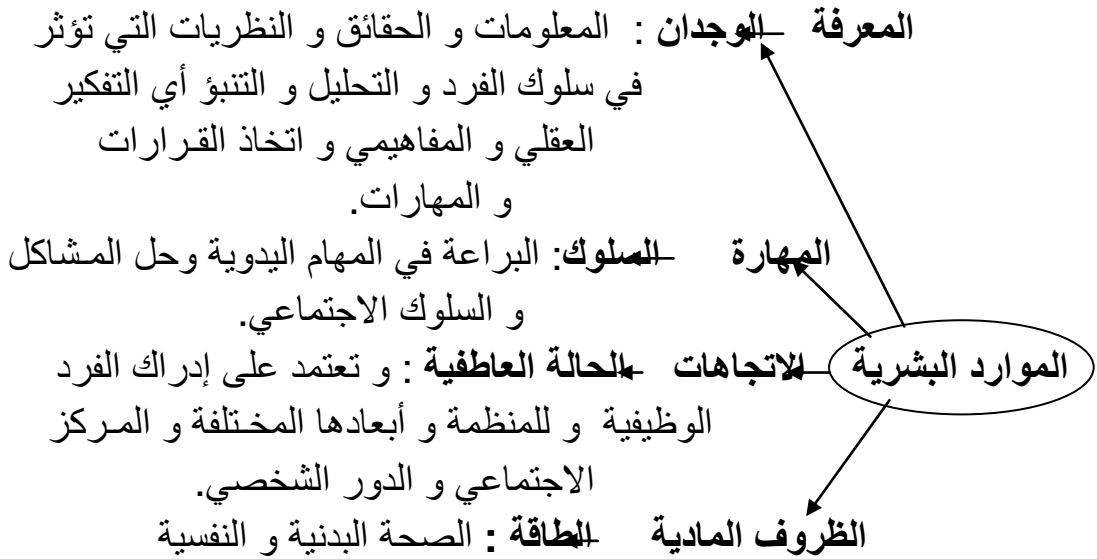 المعرفة الوجدان : المعلومات و الحقائق و النظريات التي تؤثر
في سلوك الفرد و التحليل و التنبؤ أي التفكير
العقلي و المفاهيمي و اتخاذ القرارات
و المهارات.
المهارة السلوك: البراعة في المهام اليدوية وحل المشاكل
و السلوك الاجتماعي.
الموارد البشرية الاتجاهات الحالة العاطفية : و تعتمد على إدراك الفرد
الوظيفية و للمنظمة و أبعادها المختلفة و المركز
الاجتماعي و الدور الشخصي.
الظروف المادية الطاقة : الصحة البدنية و النفسية